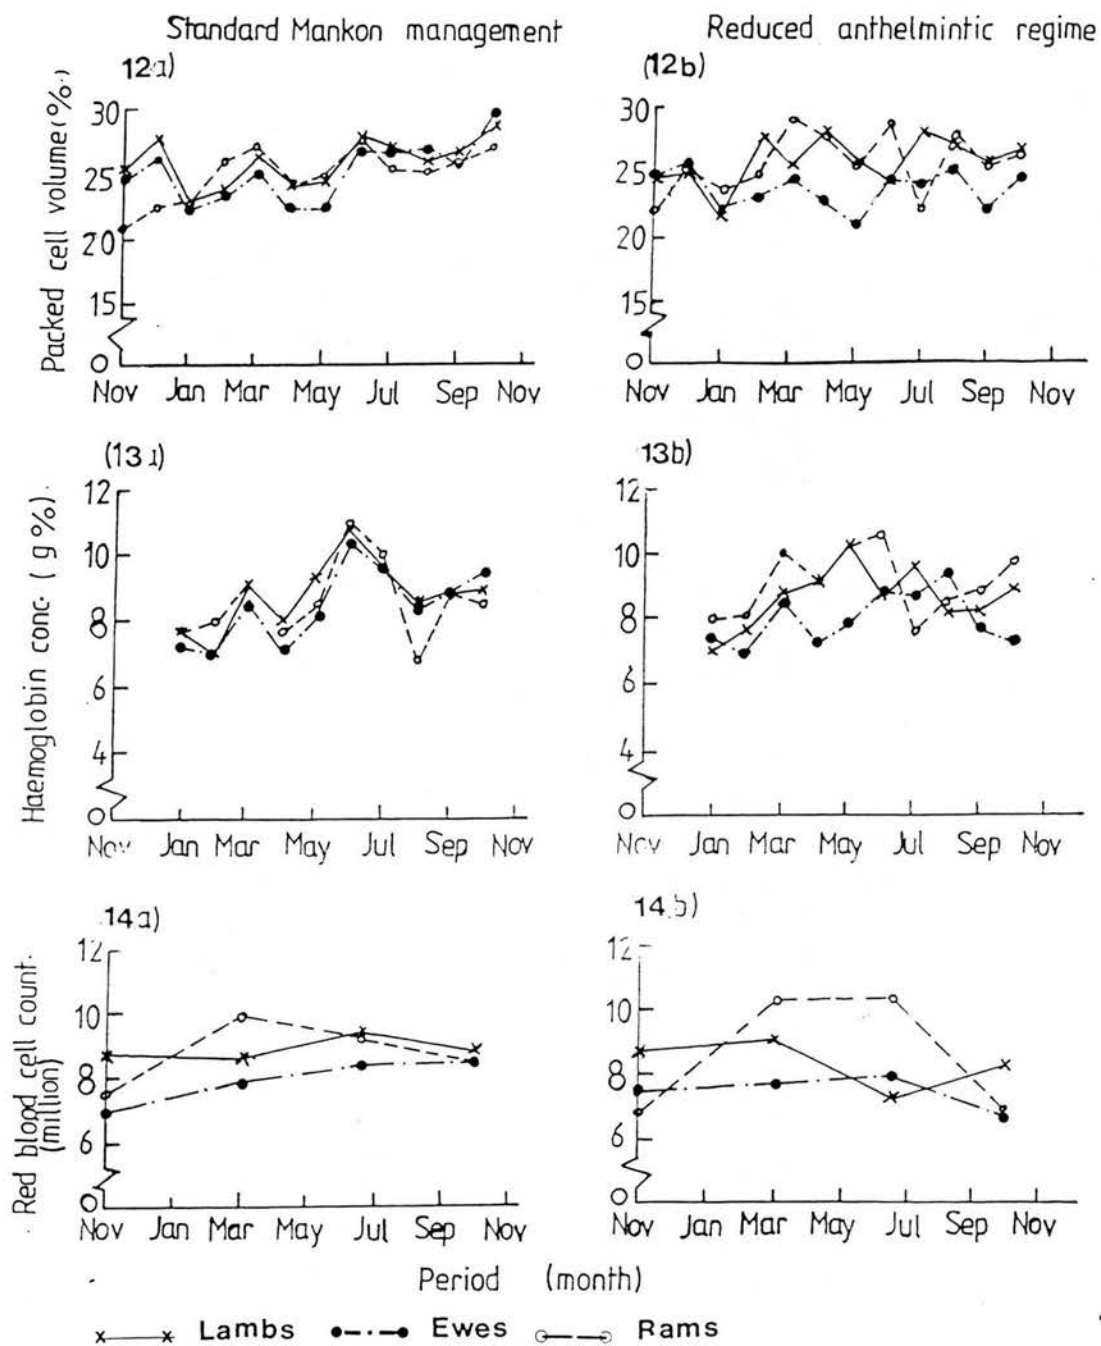 Standard Mankon management
Reduced anthelmintic regime
12a)
(12b)
Packed cell volume (%.)
30
25
20
15
0
Nov Jan Mar May Jul Sep Nov
30
25
20
15
0
Nov Jan Mar May Jul Sep Nov
(13a)
13b)
Haemoglobin conc. (g%).
12
10
8
6
4
0
Nov Jan Mar May Jul Sep Nov
12
10
8
6
4
0
Nov Jan Mar May Jul Sep Nov
14a)
14b)
Red blood cell count.
(million)
12
10
8
6
0
Nov Jan Mar May Jul Sep Nov
12
10
8
6
0
Nov Jan Mar May Jul Sep Nov
Period (month)
Lambs Ewes Rams